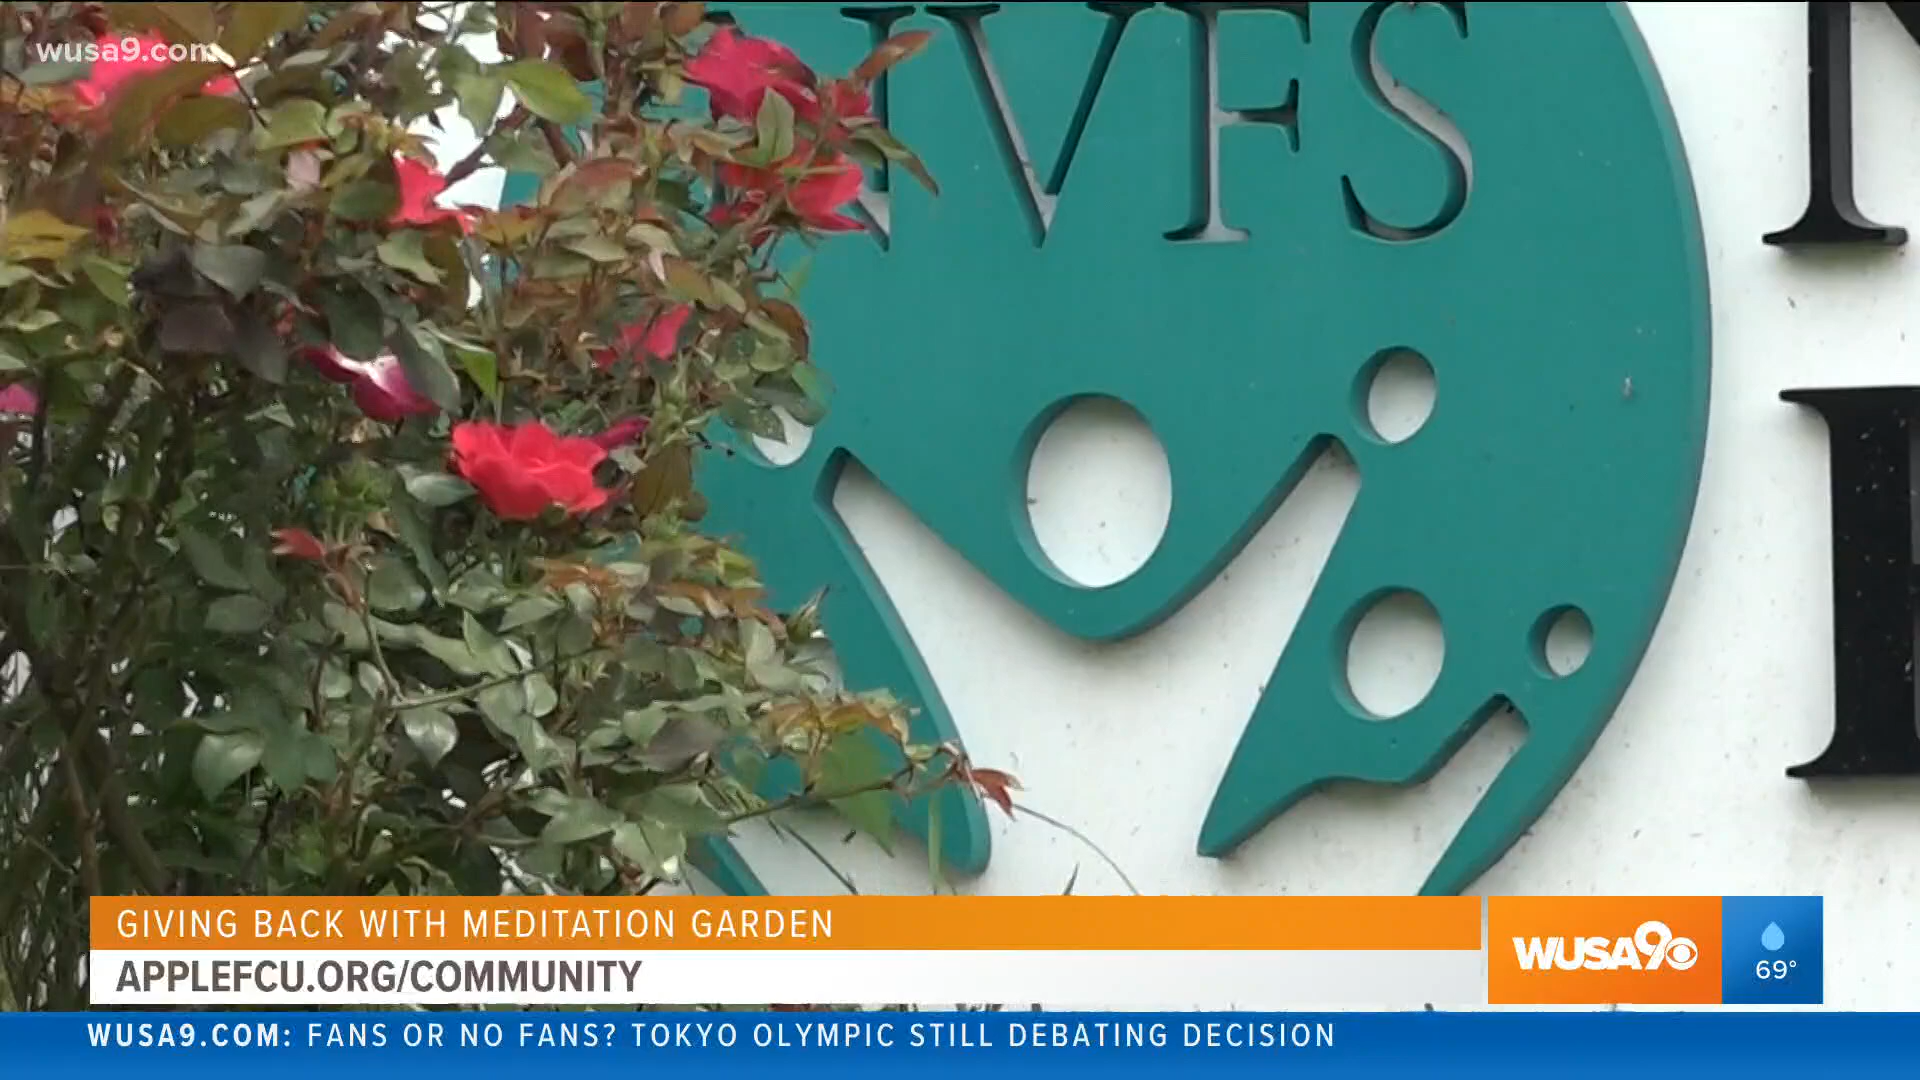 wusa9.com
NVFS
GIVING BACK WITH MEDITATION GARDEN
APPLEFCU.ORG/COMMUNITY
WUSA9
69°
WUSA9.COM: FANS OR NO FANS? TOKYO OLYMPIC STILL DEBATING DECISION